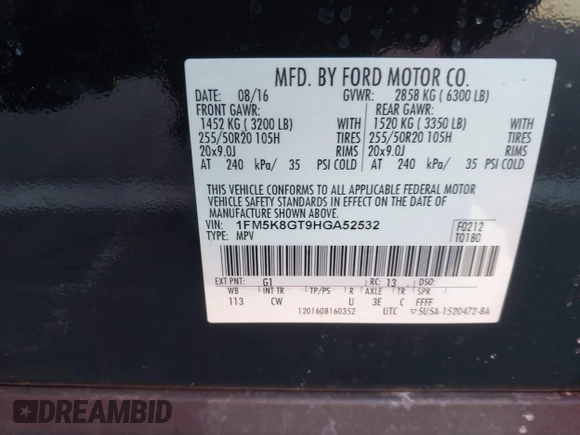 MFD. BY FORD MOTOR CO.
DATE: 08/16 GVWR: 2858 KG ( 6300 LB)
FRONT GAWR: REAR GAWR:
1452 KG ( 3200 LB) WITH 1520 KG ( 3350 LB) WITH
255/50R20 105H TIRES 255/50R20 105H TIRES
20x9.0J RIMS 20x9.0J RIMS
AT 240 kPa/ 35 PSI COLD AT 240 kPa/ 35 PSI COLD
THIS VEHICLE CONFORMS TO ALL APPLICABLE FEDERAL MOTOR
VEHICLE SAFETY STANDARDS IN EFFECT ON THE DATE OF
MANUFACTURE SHOWN ABOVE.
VIN: 1FM5K8GT9HGA52532 F0212
TYPE: MPV T0180
EXT PNT: G1 RC: 13 DSO:
WB INT TR TP/PS R AXLE TR SPR
113 CW U 3E C FFFF
1201608160352 UTC ▽5U5A-1520472-BA
DREAMBID